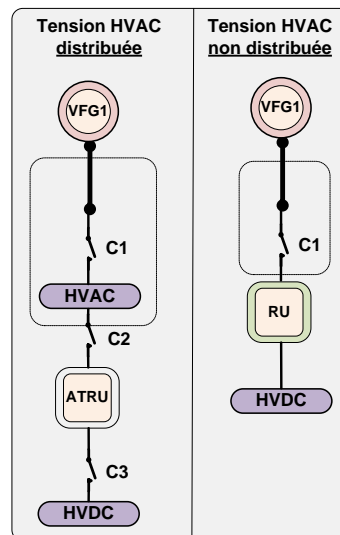 Tension HVAC
distribuée
VFG1
C1
HVAC
C2
ATRU
C3
HVDC
Tension HVAC
non distribuée
VFG1
C1
RU
HVDC